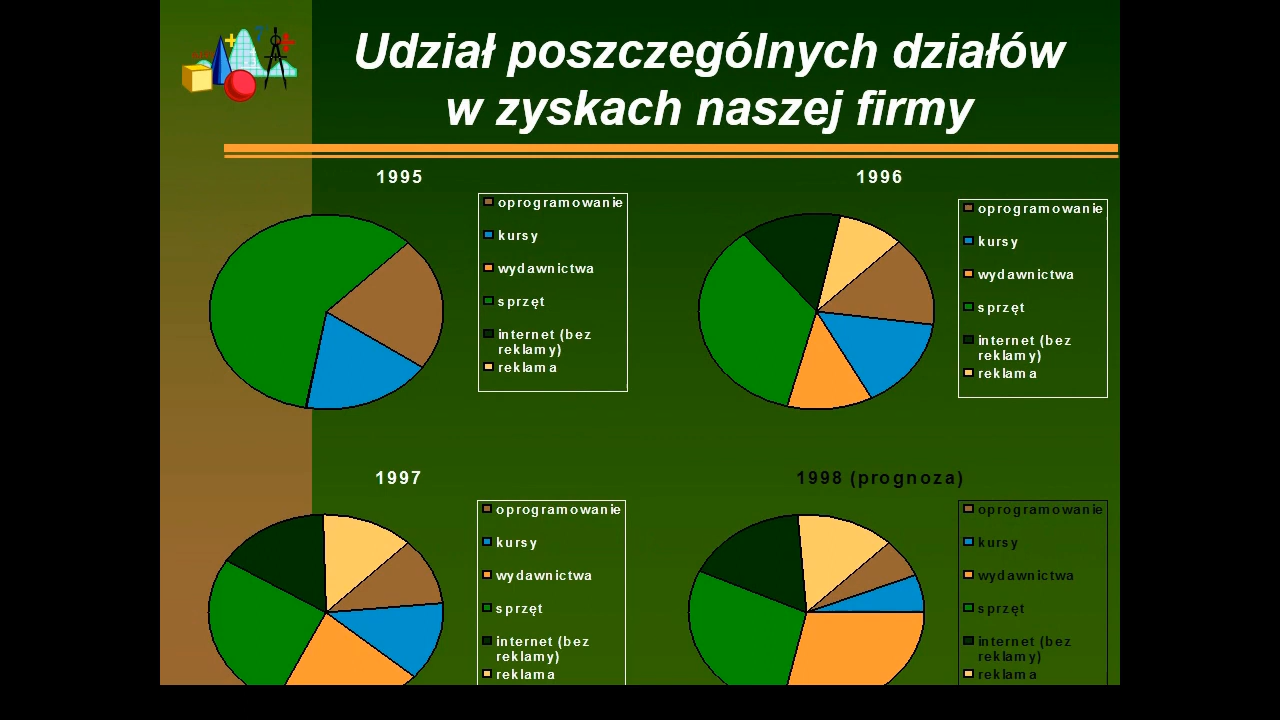 Udział poszczególnych działów
w zyskach naszej firmy
1995
oprogramowanie
kursy
wydawnictwa
sprzęt
internet (bez
reklamy)
reklama
1996
oprogramowanie
kursy
wydawnictwa
sprzęt
internet (bez
reklamy)
reklama
1997
oprogramowanie
kursy
wydawnictwa
sprzęt
internet (bez
reklamy)
reklama
1998 (prognoza)
oprogramowanie
kursy
wydawnictwa
sprzęt
internet (bez
reklamy)
reklama